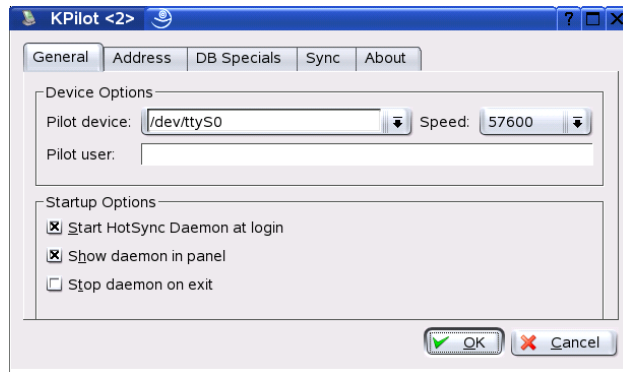 KPilot <2>
General Address DB Specials Sync About
Device Options
Pilot device: /dev/ttyS0 Speed: 57600
Pilot user:
Startup Options
Start HotSync Daemon at login
Show daemon in panel
Stop daemon on exit
OK Cancel